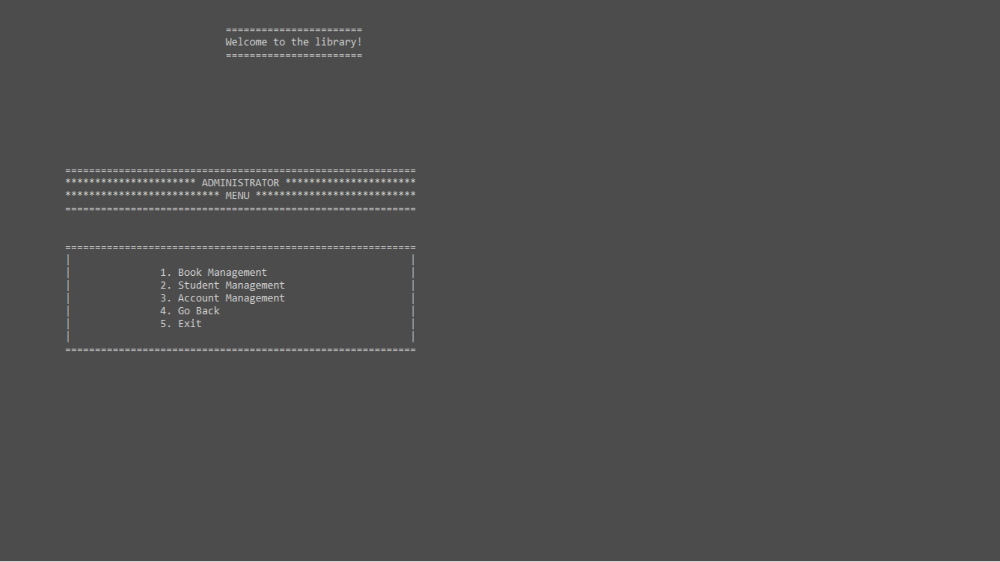 =======================
Welcome to the library!
=======================
===========================================================
********************** ADMINISTRATOR **********************
************************** MENU ***************************
===========================================================
===========================================================
|                                                         |
|               1. Book Management                        |
|               2. Student Management                     |
|               3. Account Management                     |
|               4. Go Back                                |
|               5. Exit                                   |
|                                                         |
===========================================================